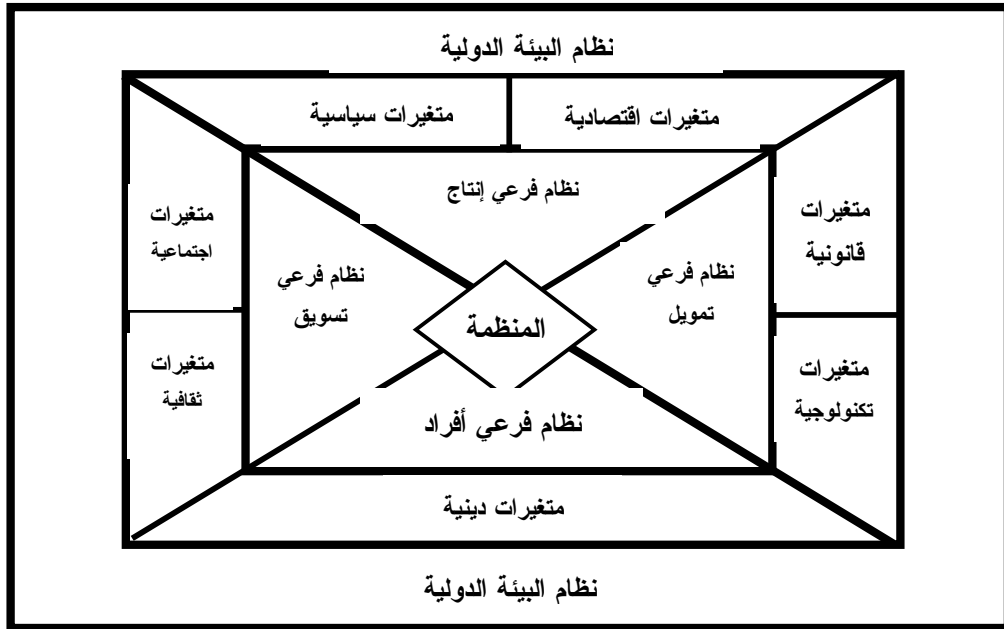 نظام البيئة الدولية
متغيرات اقتصادية
متغيرات سياسية
نظام فرعي إنتاج
متغيرات
قانونية
متغيرات
اجتماعية
نظام فرعي
تمويل
نظام فرعي
تسويق
المنظمة
متغيرات
تكنولوجية
متغيرات
ثقافية
نظام فرعي أفراد
متغيرات دينية
نظام البيئة الدولية